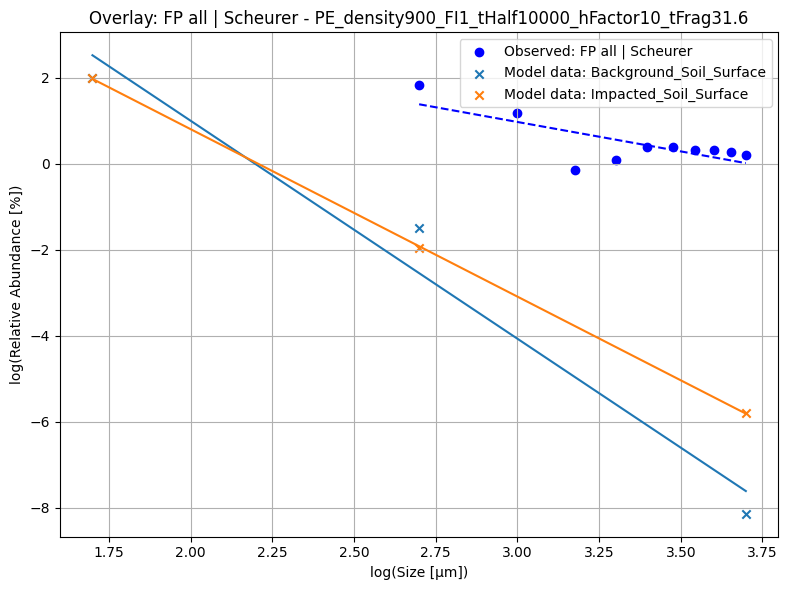 Overlay: FP all | Scheurer - PE_density900_FI1_tHalf10000_hFactor10_tFrag31.6
Observed: FP all | Scheurer
Model data: Background_Soil_Surface
Model data: Impacted_Soil_Surface
log(Relative Abundance [%])
2
0
−2
−4
−6
−8
1.75
2.00
2.25
2.50
2.75
3.00
3.25
3.50
3.75
log(Size [µm])